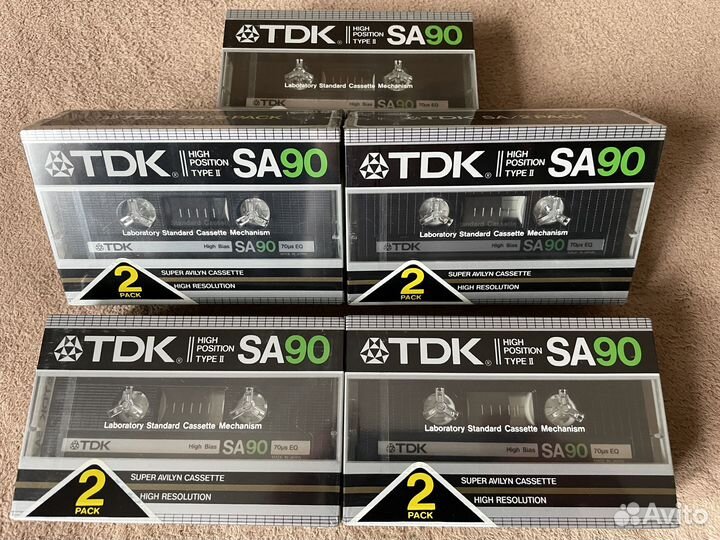 TDK® HIGH POSITION TYPE II SA90
Laboratory Standard Cassette Mechanism
TDK High Bias SA90 70μs EQ
TDK® HIGH POSITION TYPE II SA90
Laboratory Standard Cassette Mechanism
TDK High Bias SA90 70μs EQ
2 PACK
SUPER AVILYN CASSETTE
HIGH RESOLUTION
TDK® HIGH POSITION TYPE II SA90
Laboratory Standard Cassette Mechanism
TDK High Bias SA90 70μs EQ
2 PACK
SUPER AVILYN CASSETTE
HIGH RESOLUTION
TDK® HIGH POSITION TYPE II SA90
Laboratory Standard Cassette Mechanism
TDK High Bias SA90 70μs EQ
2 PACK
SUPER AVILYN CASSETTE
HIGH RESOLUTION
TDK® HIGH POSITION TYPE II SA90
Laboratory Standard Cassette Mechanism
TDK High Bias SA90 70μs EQ
2 PACK
SUPER AVILYN CASSETTE
HIGH RESOLUTION
Avito